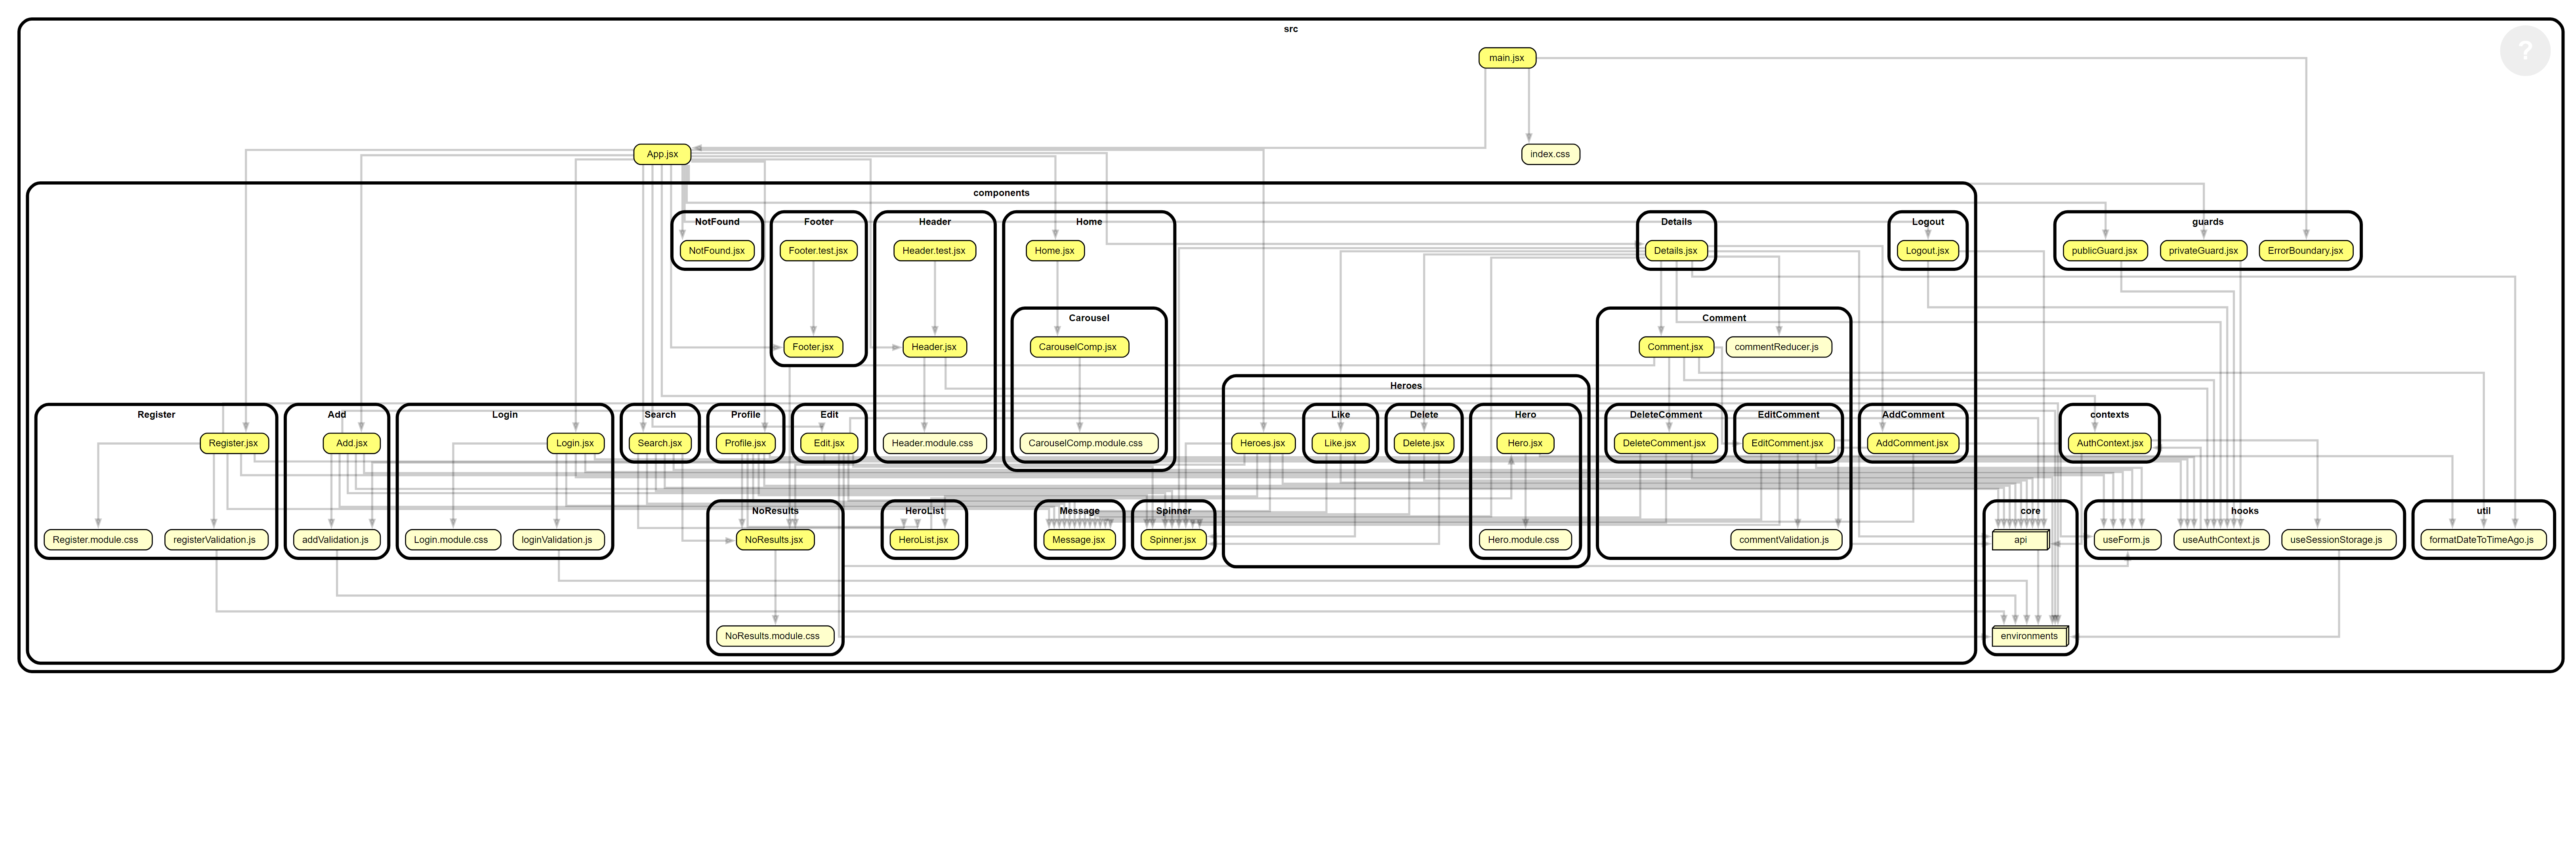 src
?
main.jsx
App.jsx
index.css
components
NotFound
Footer
Header
Home
Details
Logout
guards
NotFound.jsx
Footer.test.jsx
Header.test.jsx
Home.jsx
Details.jsx
Logout.jsx
publicGuard.jsx
privateGuard.jsx
ErrorBoundary.jsx
Carousel
Comment
Footer.jsx
Header.jsx
CarouselComp.jsx
Comment.jsx
commentReducer.js
Heroes
Register
Add
Login
Search
Profile
Edit
Like
Delete
Hero
DeleteComment
EditComment
AddComment
contexts
Register.jsx
Add.jsx
Login.jsx
Search.jsx
Profile.jsx
Edit.jsx
Header.module.css
CarouselComp.module.css
Heroes.jsx
Like.jsx
Delete.jsx
Hero.jsx
DeleteComment.jsx
EditComment.jsx
AddComment.jsx
AuthContext.jsx
NoResults
HeroList
Message
Spinner
core
hooks
util
Register.module.css
registerValidation.js
addValidation.js
Login.module.css
loginValidation.js
NoResults.jsx
HeroList.jsx
Message.jsx
Spinner.jsx
Hero.module.css
commentValidation.js
api
useForm.js
useAuthContext.js
useSessionStorage.js
formatDateToTimeAgo.js
NoResults.module.css
environments